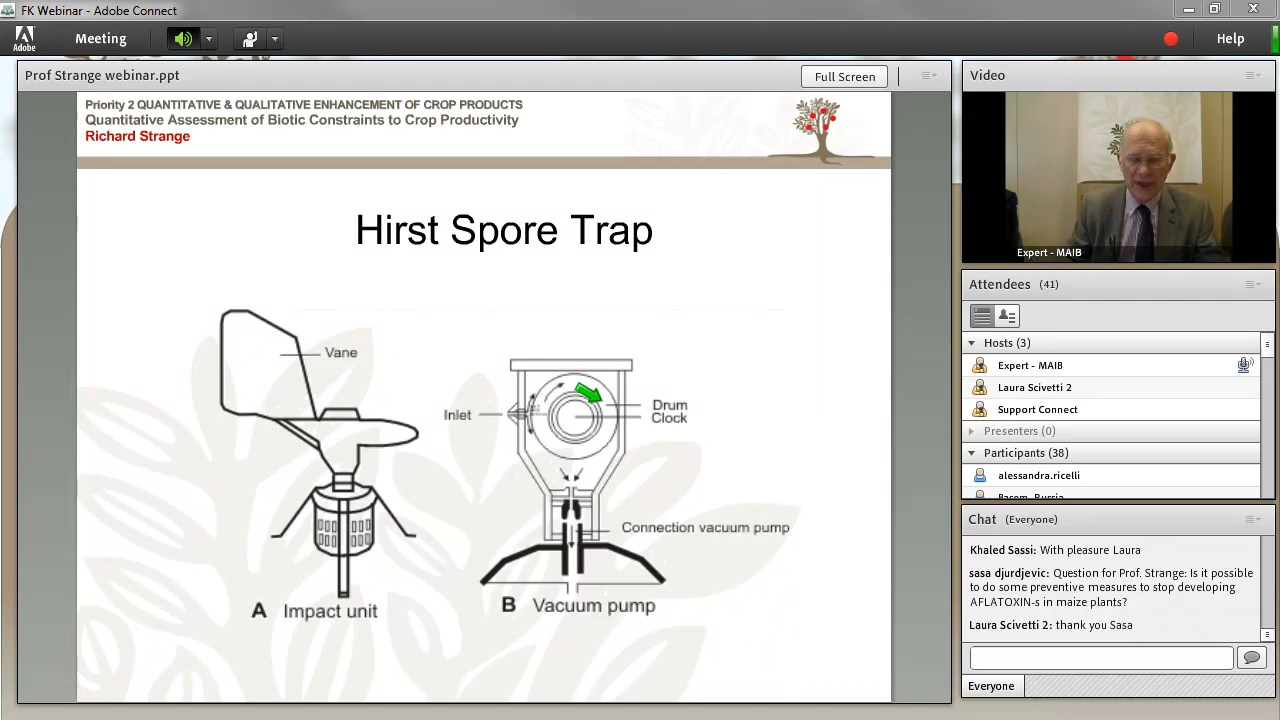 FK Webinar - Adobe Connect
Adobe
Meeting
Help
Prof Strange webinar.ppt
Full Screen
Priority 2 QUANTITATIVE & QUALITATIVE ENHANCEMENT OF CROP PRODUCTS
Quantitative Assessment of Biotic Constraints to Crop Productivity
Richard Strange
Hirst Spore Trap
Vane
Inlet
Drum
Clock
Connection vacuum pump
A Impact unit
B Vacuum pump
Video
Expert - MAIB
Attendees (41)
Hosts (3)
Expert - MAIB
Laura Scivetti 2
Support Connect
Presenters (0)
Participants (38)
alessandra.ricelli
Chat (Everyone)
Khaled Sassi: With pleasure Laura
sasa djurdjevic: Question for Prof. Strange: Is it possible
to do some preventive measures to stop developing
AFLATOXIN-s in maize plants?
Laura Scivetti 2: thank you Sasa
Everyone